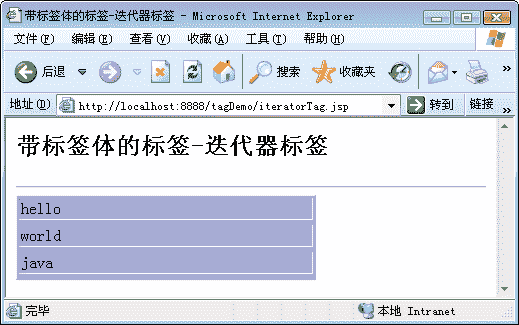 带标签体的标签-迭代器标签 - Microsoft Internet Explorer
文件(F) 编辑(E) 查看(V) 收藏(A) 工具(T) 帮助(H)
后退 搜索 收藏夹 »
地址(D) http://localhost:8888/tagDemo/iteratorTag.jsp 转到 链接 »
带标签体的标签-迭代器标签
hello
world
java
完毕 本地 Intranet